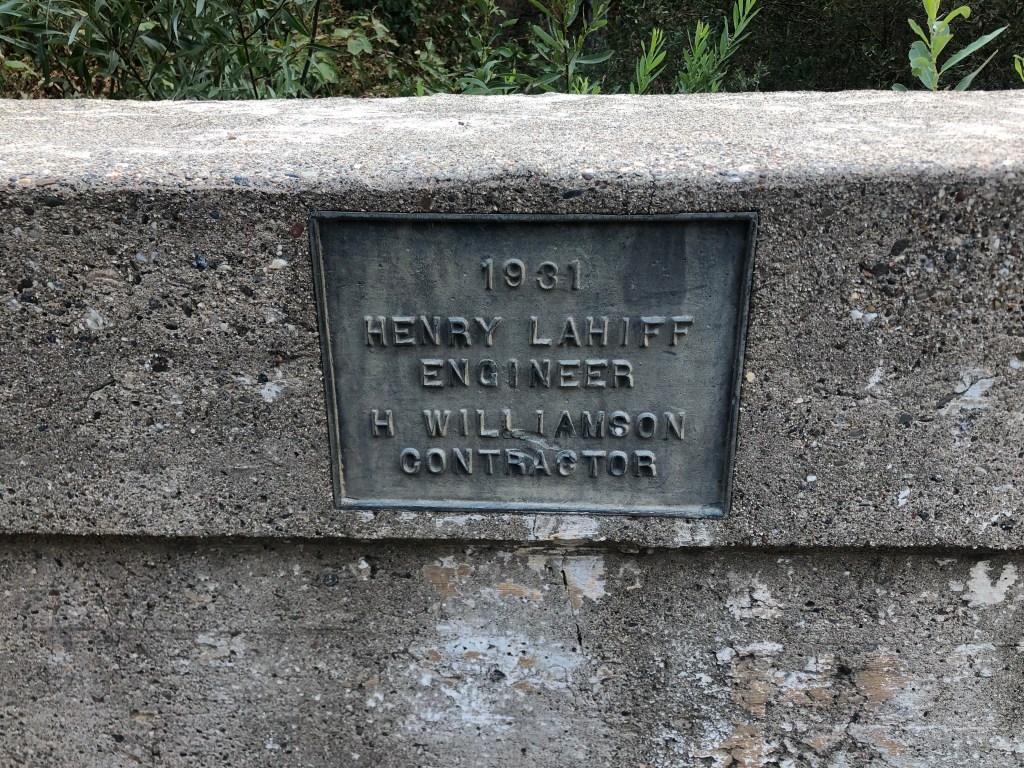 1931
HENRY LAHIFF
ENGINEER
H WILLIAMSON
CONTRACTOR